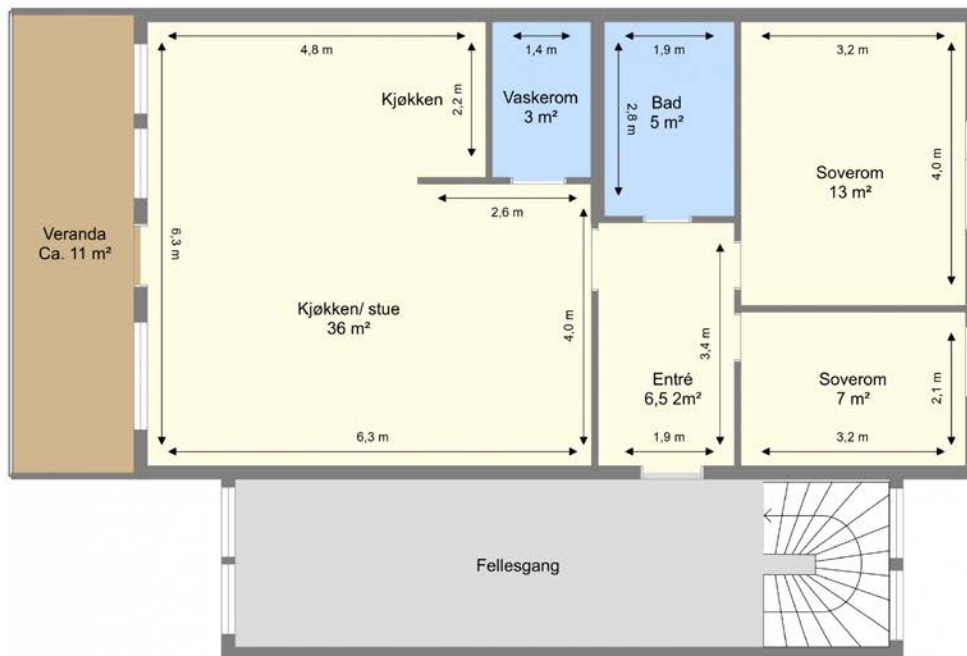 4,8 m
1,4 m
1,9 m
3,2 m
Kjøkken
2,2 m
Vaskerom
3 m²
Bad
5 m²
2,8 m
Soverom
13 m²
4,0 m
2,6 m
Veranda
Ca. 11 m²
6,3 m
Kjøkken/ stue
36 m²
4,0 m
3,4 m
Entré
6,5 2m²
Soverom
7 m²
2,1 m
6,3 m
1,9 m
3,2 m
Fellesgang